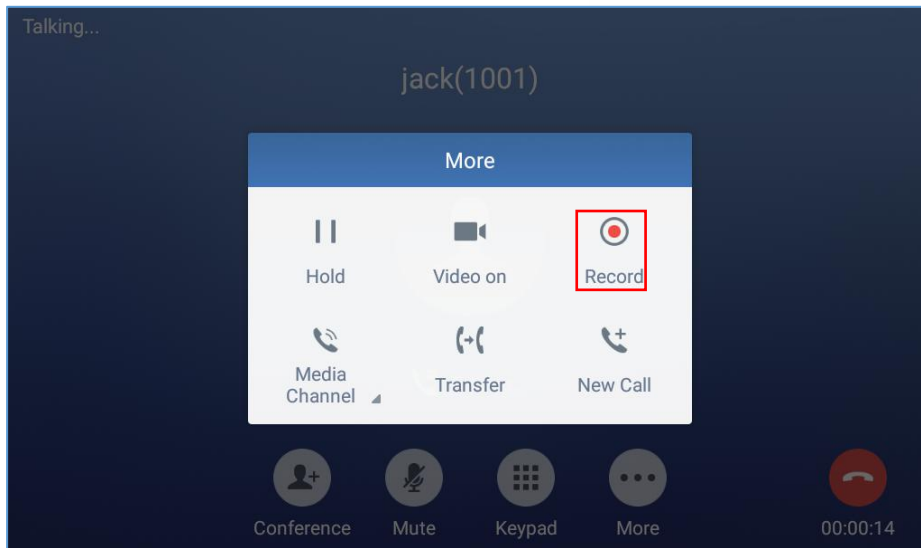 Talking...
jack(1001)
More
Hold
Video on
Record
Media
Channel
Transfer
New Call
Conference
Mute
Keypad
More
00:00:14